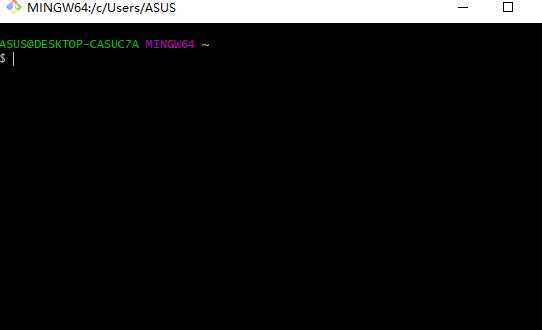 MINGW64:/c/Users/ASUS
ASUS@DESKTOP-CASUC7A MINGW64 ~
$